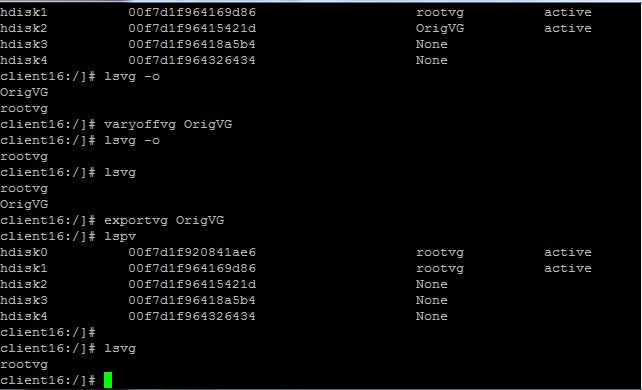 hdisk1          00f7d1f964169d86                    rootvg          active
hdisk2          00f7d1f96415421d                    OrigVG          active
hdisk3          00f7d1f96418a5b4                    None
hdisk4          00f7d1f964326434                    None
client16:/]# lsvg -o
OrigVG
rootvg
client16:/]# varyoffvg OrigVG
client16:/]# lsvg -o
rootvg
client16:/]# lsvg
rootvg
OrigVG
client16:/]# exportvg OrigVG
client16:/]# lspv
hdisk0          00f7d1f920841ae6                    rootvg          active
hdisk1          00f7d1f964169d86                    rootvg          active
hdisk2          00f7d1f96415421d                    None
hdisk3          00f7d1f96418a5b4                    None
hdisk4          00f7d1f964326434                    None
client16:/]#
client16:/]# lsvg
rootvg
client16:/]#